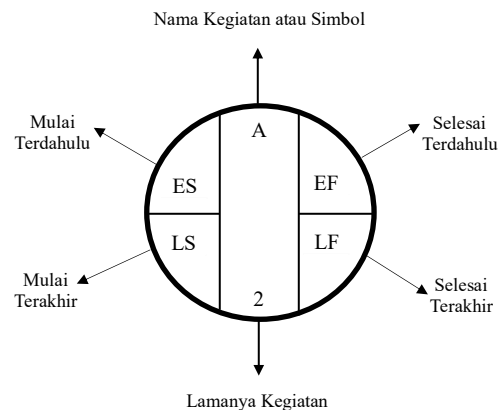 Nama Kegiatan atau Simbol
Mulai
Terdahulu
A
Selesai
Terdahulu
ES
EF
LS
LF
Mulai
Terakhir
2
Selesai
Terakhir
Lamanya Kegiatan